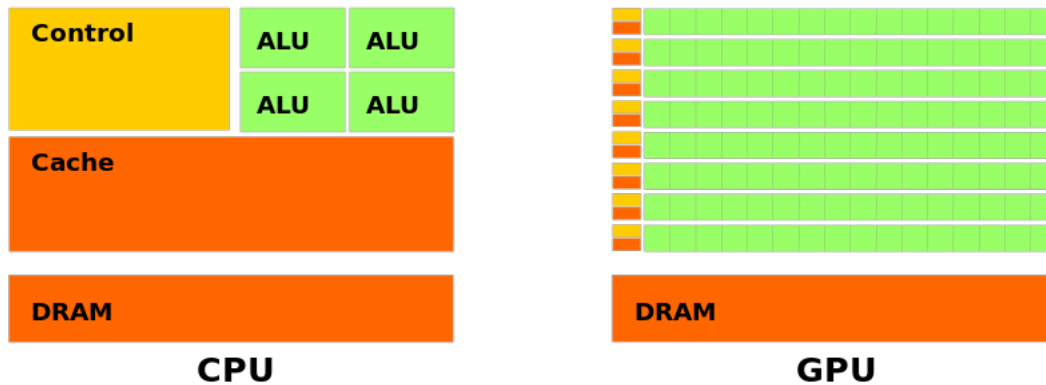 Control
ALU ALU
ALU ALU
Cache
DRAM
CPU
DRAM
GPU